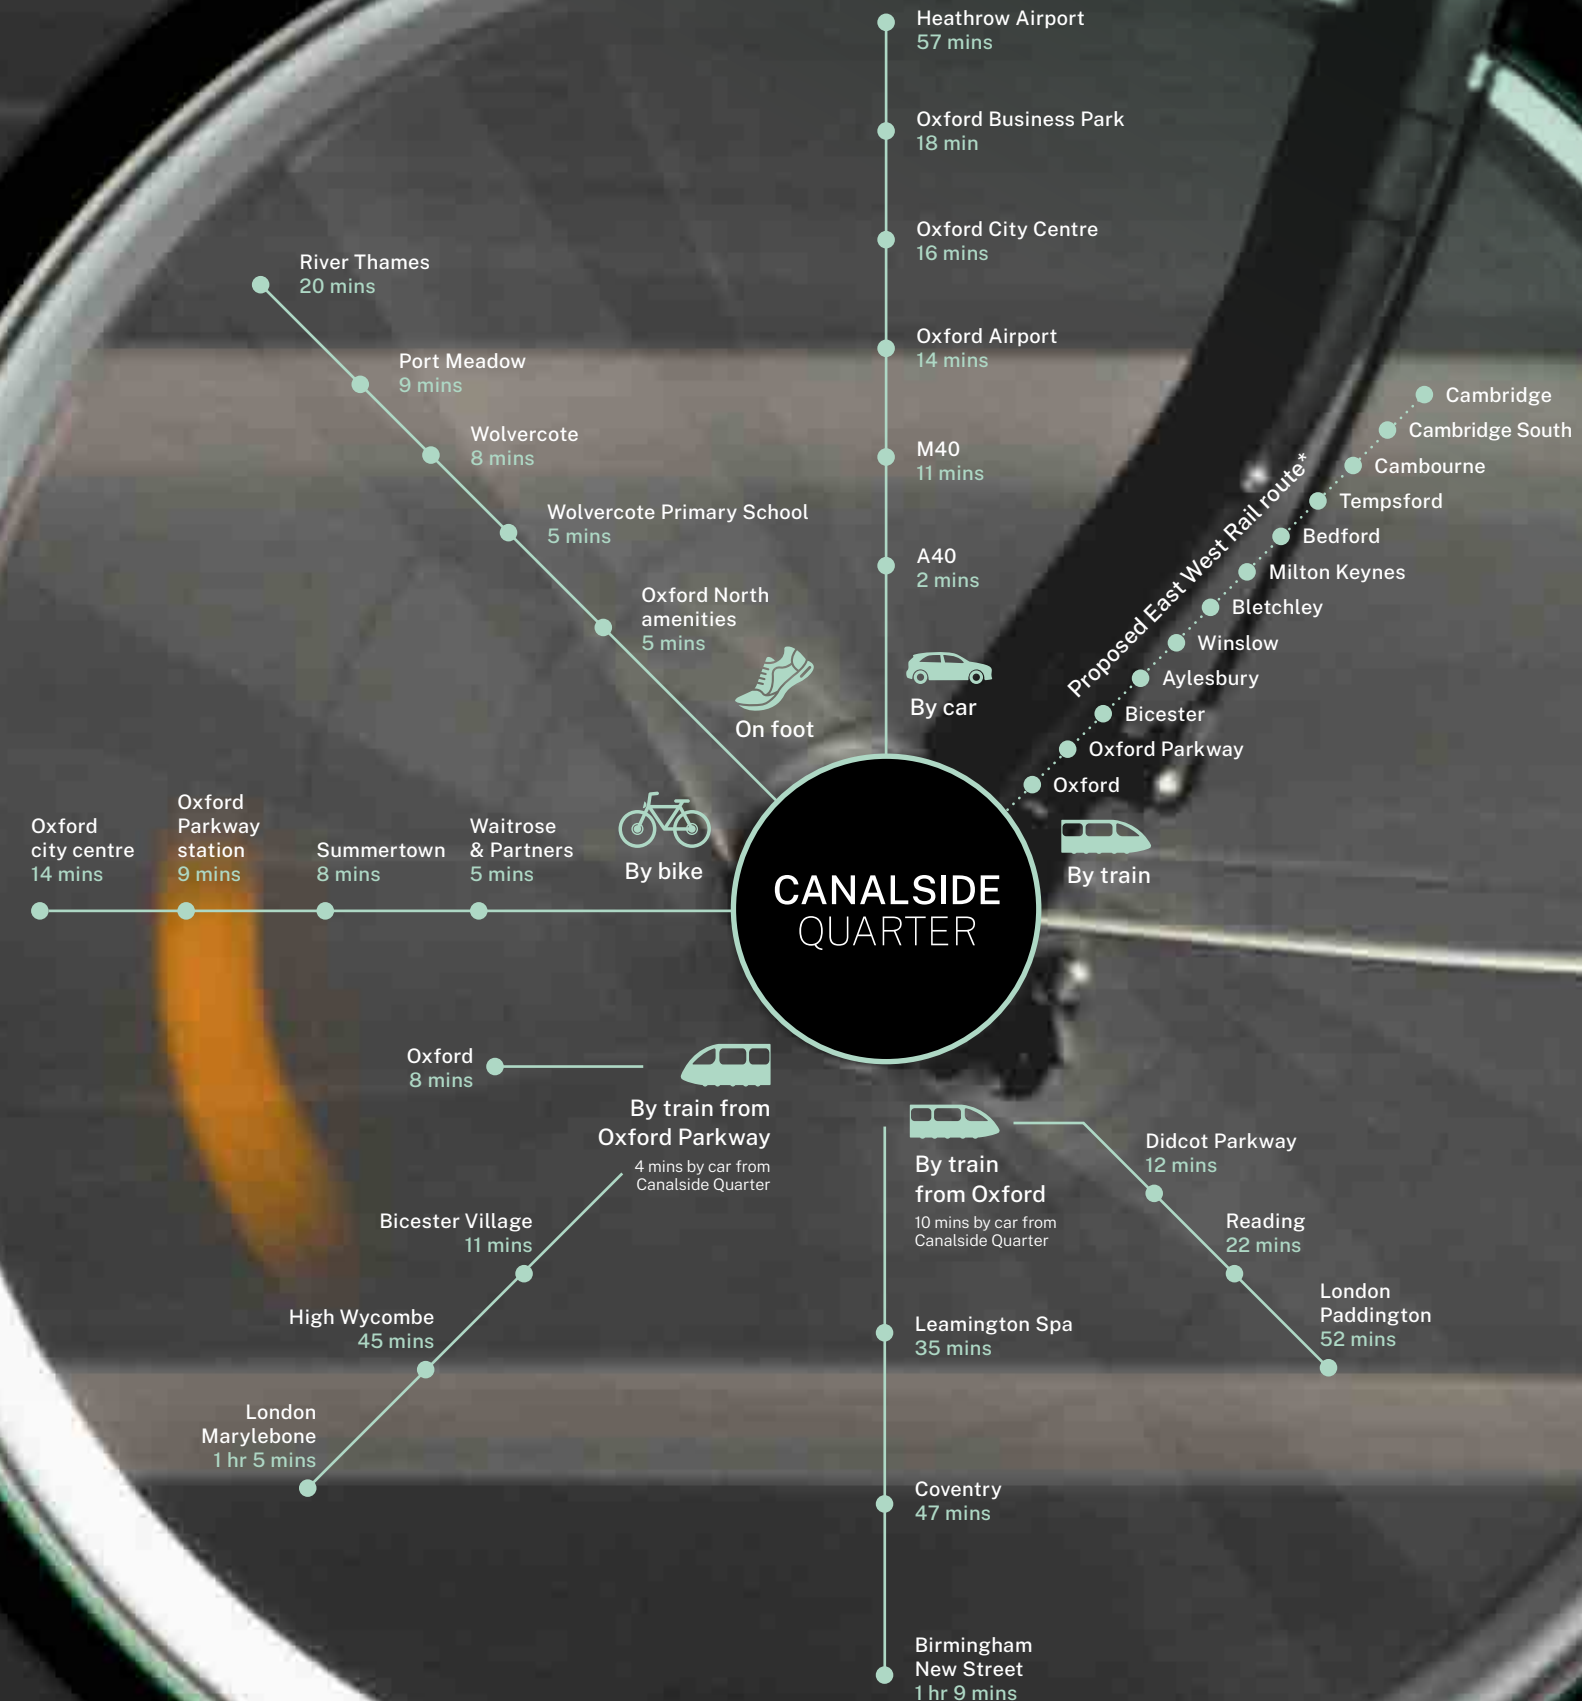 Heathrow Airport
57 mins
Oxford Business Park
18 min
Oxford City Centre
16 mins
Oxford Airport
14 mins
M40
11 mins
A40
2 mins
By car
River Thames
20 mins
Port Meadow
9 mins
Wolvercote
8 mins
Wolvercote Primary School
5 mins
Oxford North
amenities
5 mins
On foot
Cambridge
Cambridge South
Cambourne
Tempsford
Bedford
Milton Keynes
Bletchley
Winslow
Aylesbury
Bicester
Oxford Parkway
Oxford
Proposed East West Rail route*
By train
Oxford
city centre
14 mins
Oxford
Parkway
station
9 mins
Summertown
8 mins
Waitrose
& Partners
5 mins
By bike
CANALSIDE
QUARTER
Oxford
8 mins
By train from
Oxford Parkway
4 mins by car from
Canalside Quarter
Bicester Village
11 mins
High Wycombe
45 mins
London
Marylebone
1 hr 5 mins
By train
from Oxford
10 mins by car from
Canalside Quarter
Didcot Parkway
12 mins
Reading
22 mins
London
Paddington
52 mins
Leamington Spa
35 mins
Coventry
47 mins
Birmingham
New Street
1 hr 9 mins